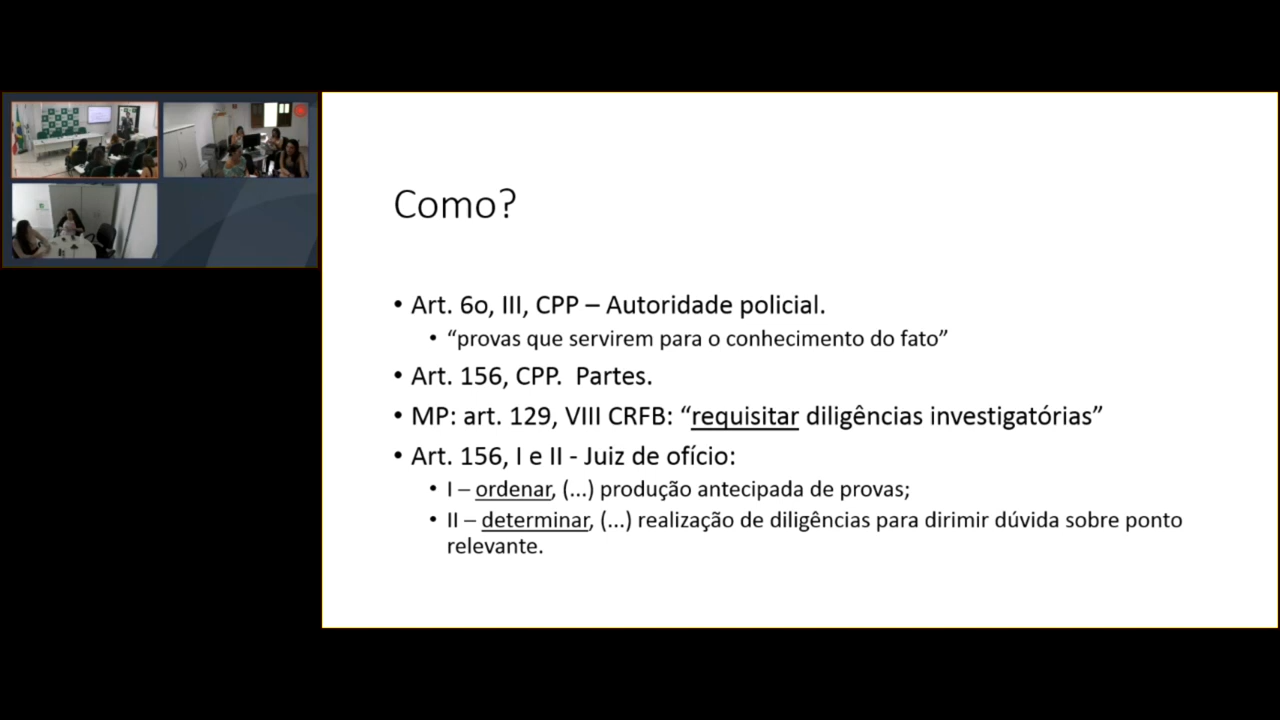 Como?
• Art. 6o, III, CPP – Autoridade policial.
• “provas que servirem para o conhecimento do fato”
• Art. 156, CPP.  Partes.
• MP: art. 129, VIII CRFB: “requisitar diligências investigatórias”
• Art. 156, I e II - Juiz de ofício:
• I – ordenar, (...) produção antecipada de provas;
• II – determinar, (...) realização de diligências para dirimir dúvida sobre ponto
relevante.